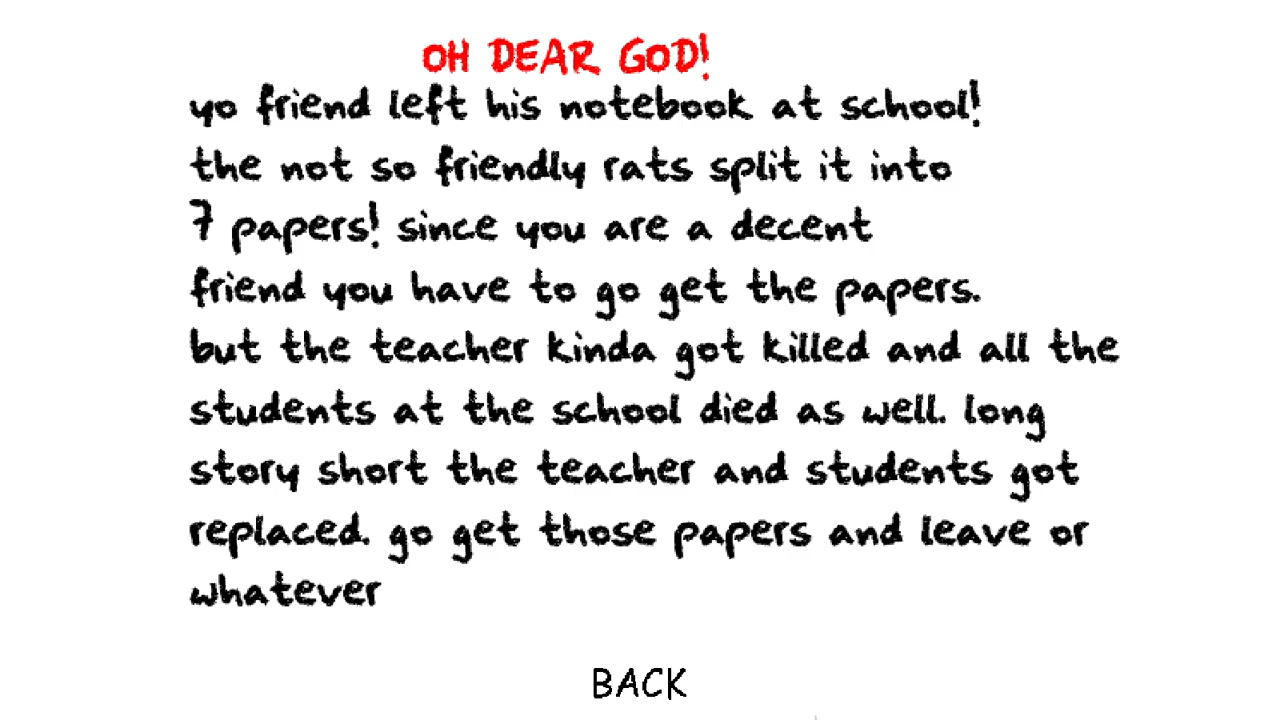 OH DEAR GOD!
yo friend left his notebook at school!
the not so friendly rats split it into
7 papers! since you are a decent
friend you have to go get the papers.
but the teacher kinda got killed and all the
students at the school died as well. long
story short the teacher and students got
replaced. go get those papers and leave or
whatever
BACK